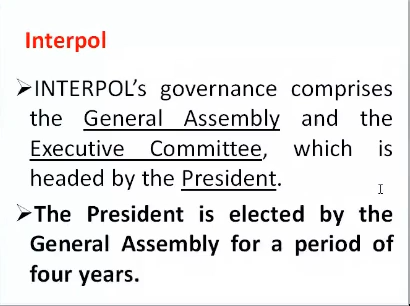 Interpol
➢INTERPOL's governance comprises
the General Assembly and the
Executive Committee, which is
headed by the President.
➢The President is elected by the
General Assembly for a period of
four years.